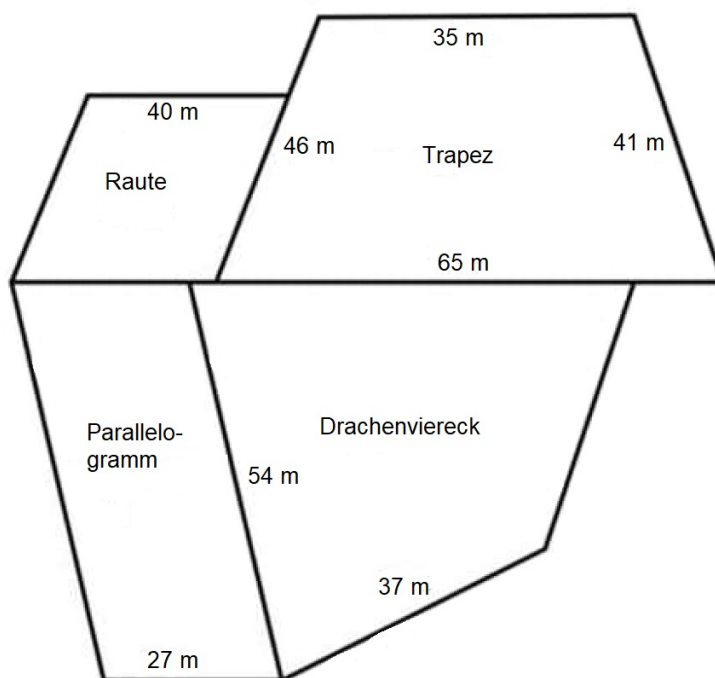 35 m
40 m
46 m
Trapez
41 m
Raute
65 m
Parallelo-
gramm
Drachenviereck
54 m
37 m
27 m